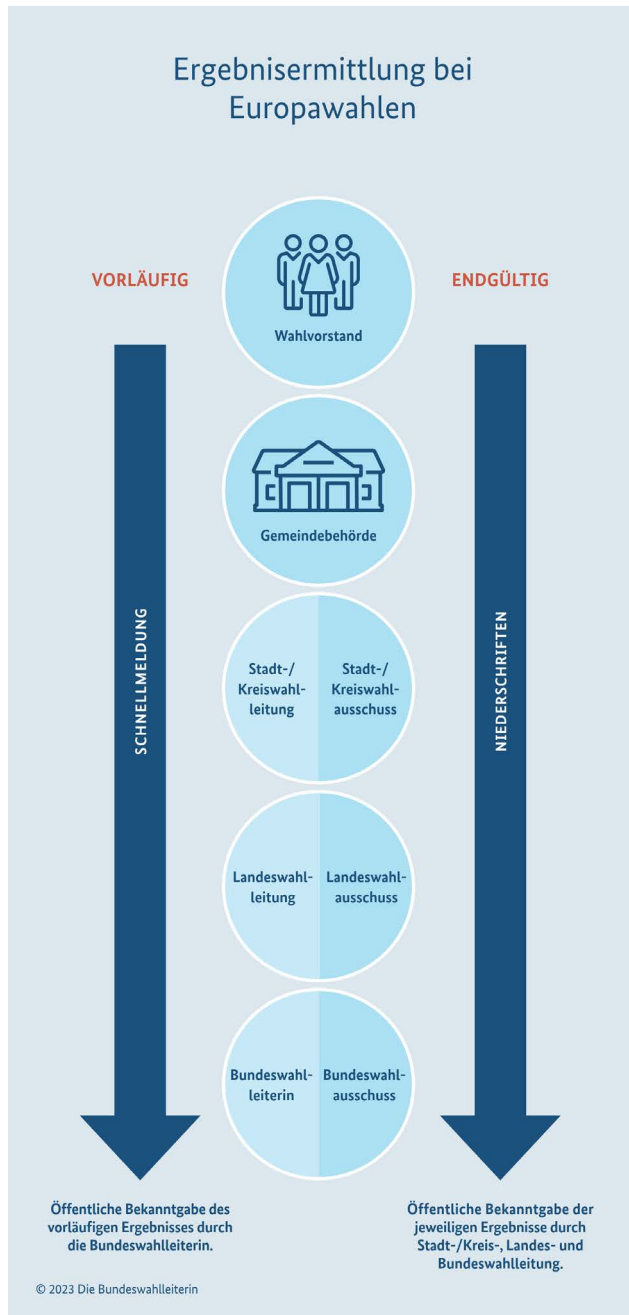 Ergebnisermittlung bei
Europawahlen
VORLÄUFIG
ENDGÜLTIG
Wahlvorstand
Gemeindebehörde
SCHNELLMELDUNG
NIEDERSCHRIFTEN
Stadt-/
Kreiswahl-
leitung
Stadt-/
Kreiswahl-
ausschuss
Landeswahl-
leitung
Landeswahl-
ausschuss
Bundeswahl-
leiterin
Bundeswahl-
ausschuss
Öffentliche Bekanntgabe des
vorläufigen Ergebnisses durch
die Bundeswahlleiterin.
Öffentliche Bekanntgabe der
jeweiligen Ergebnisse durch
Stadt-/Kreis-, Landes- und
Bundeswahlleitung.
© 2023 Die Bundeswahlleiterin